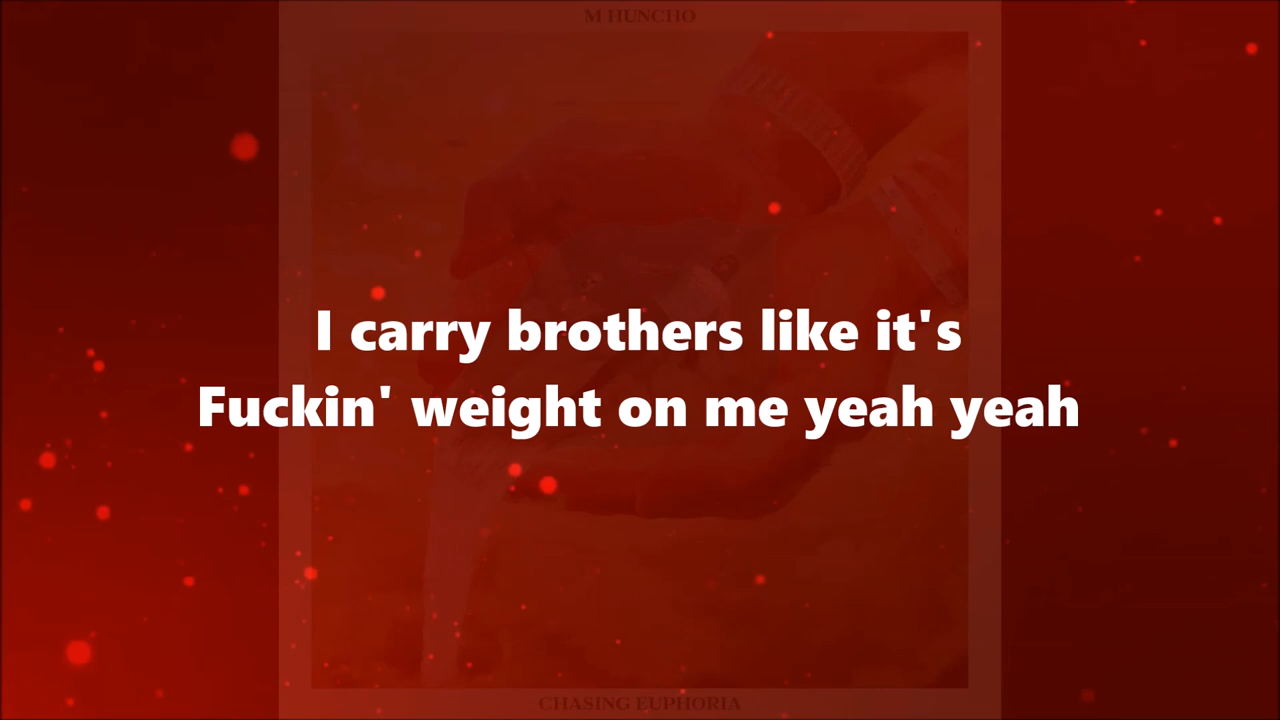 M HUNCHO
I carry brothers like it's
Fuckin' weight on me yeah yeah
CHASING EUPHORIA